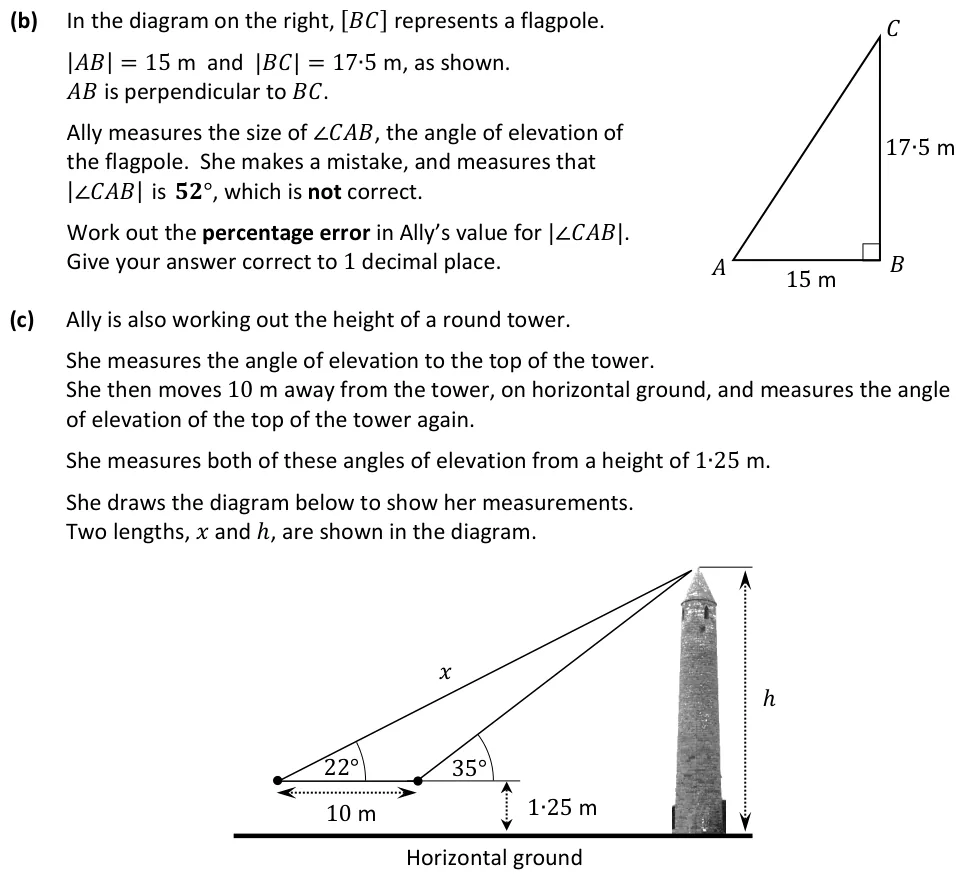 (b) In the diagram on the right, [BC] represents a flagpole.
|AB| = 15 m and |BC| = 17·5 m, as shown.
AB is perpendicular to BC.
Ally measures the size of ∠CAB, the angle of elevation of
the flagpole. She makes a mistake, and measures that
|∠CAB| is 52°, which is not correct.
Work out the percentage error in Ally’s value for |∠CAB|.
Give your answer correct to 1 decimal place.
C
17·5 m
A
B
15 m
(c) Ally is also working out the height of a round tower.
She measures the angle of elevation to the top of the tower.
She then moves 10 m away from the tower, on horizontal ground, and measures the angle
of elevation of the top of the tower again.
She measures both of these angles of elevation from a height of 1·25 m.
She draws the diagram below to show her measurements.
Two lengths, x and h, are shown in the diagram.
x
h
22°
35°
10 m
1·25 m
Horizontal ground